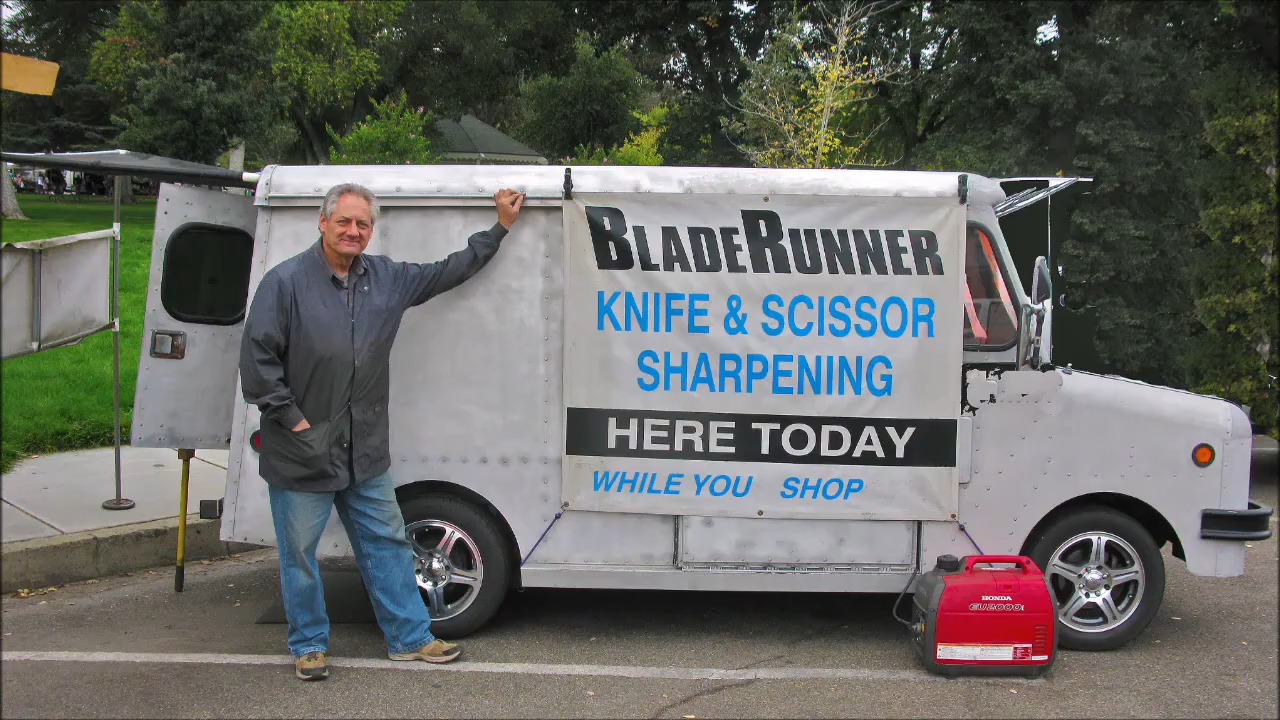 BLADERUNNER
KNIFE & SCISSOR
SHARPENING
HERE TODAY
WHILE YOU SHOP
HONDA
EU2000i